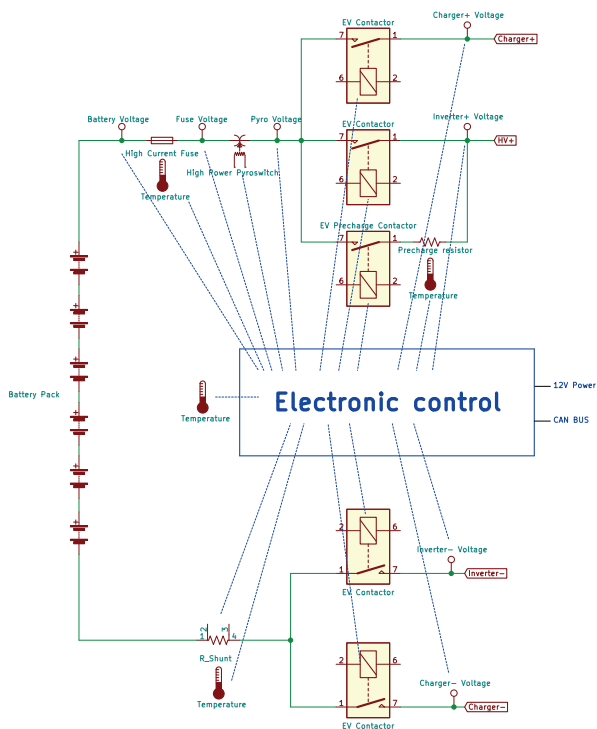 Charger+ Voltage
EV Contactor
7
1
Charger+
6
2
Battery Voltage
Fuse Voltage
Pyro Voltage
EV Contactor
Inverter+ Voltage
7
1
HV+
High Current Fuse
High Power Pyroswitch
6
2
Temperature
EV Precharge Contactor
7
1
Precharge resistor
6
2
Temperature
Battery Pack
Temperature
Electronic control
12V Power
CAN BUS
2
6
Inverter- Voltage
1
7
Inverter-
EV Contactor
2
3
1
4
R_Shunt
2
6
Temperature
Charger- Voltage
1
7
Charger-
EV Contactor
+
+
+
+
+
+